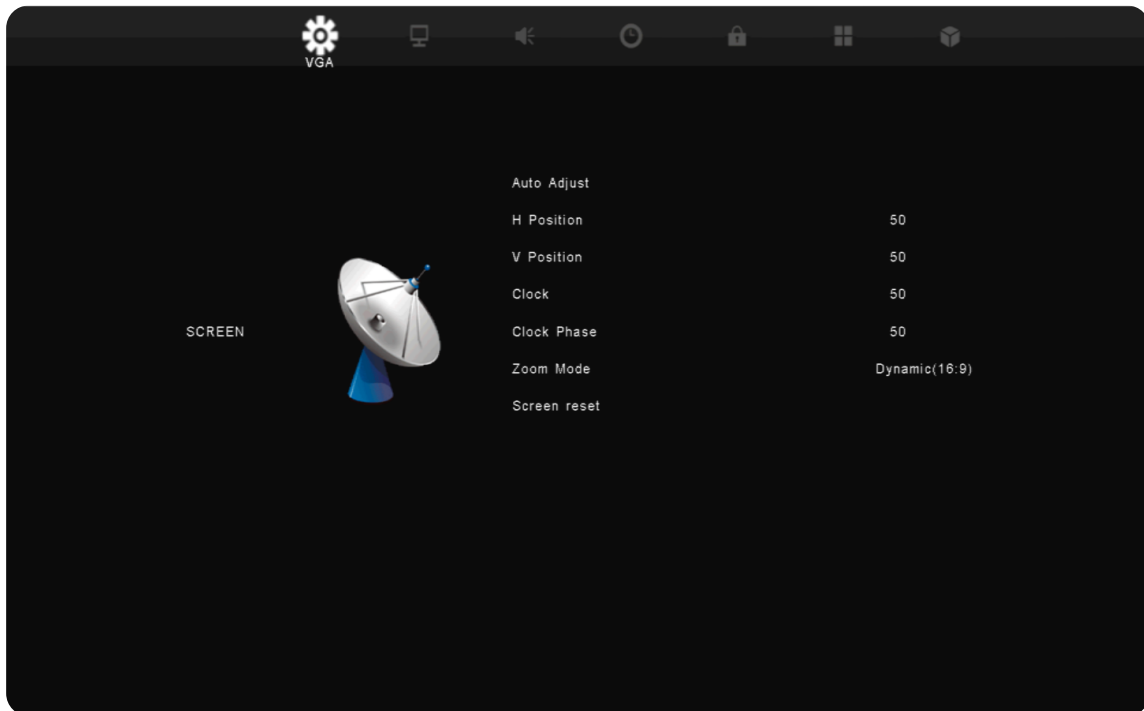 VGA
Auto Adjust
H Position 50
V Position 50
Clock 50
SCREEN
Clock Phase 50
Zoom Mode Dynamic(16:9)
Screen reset